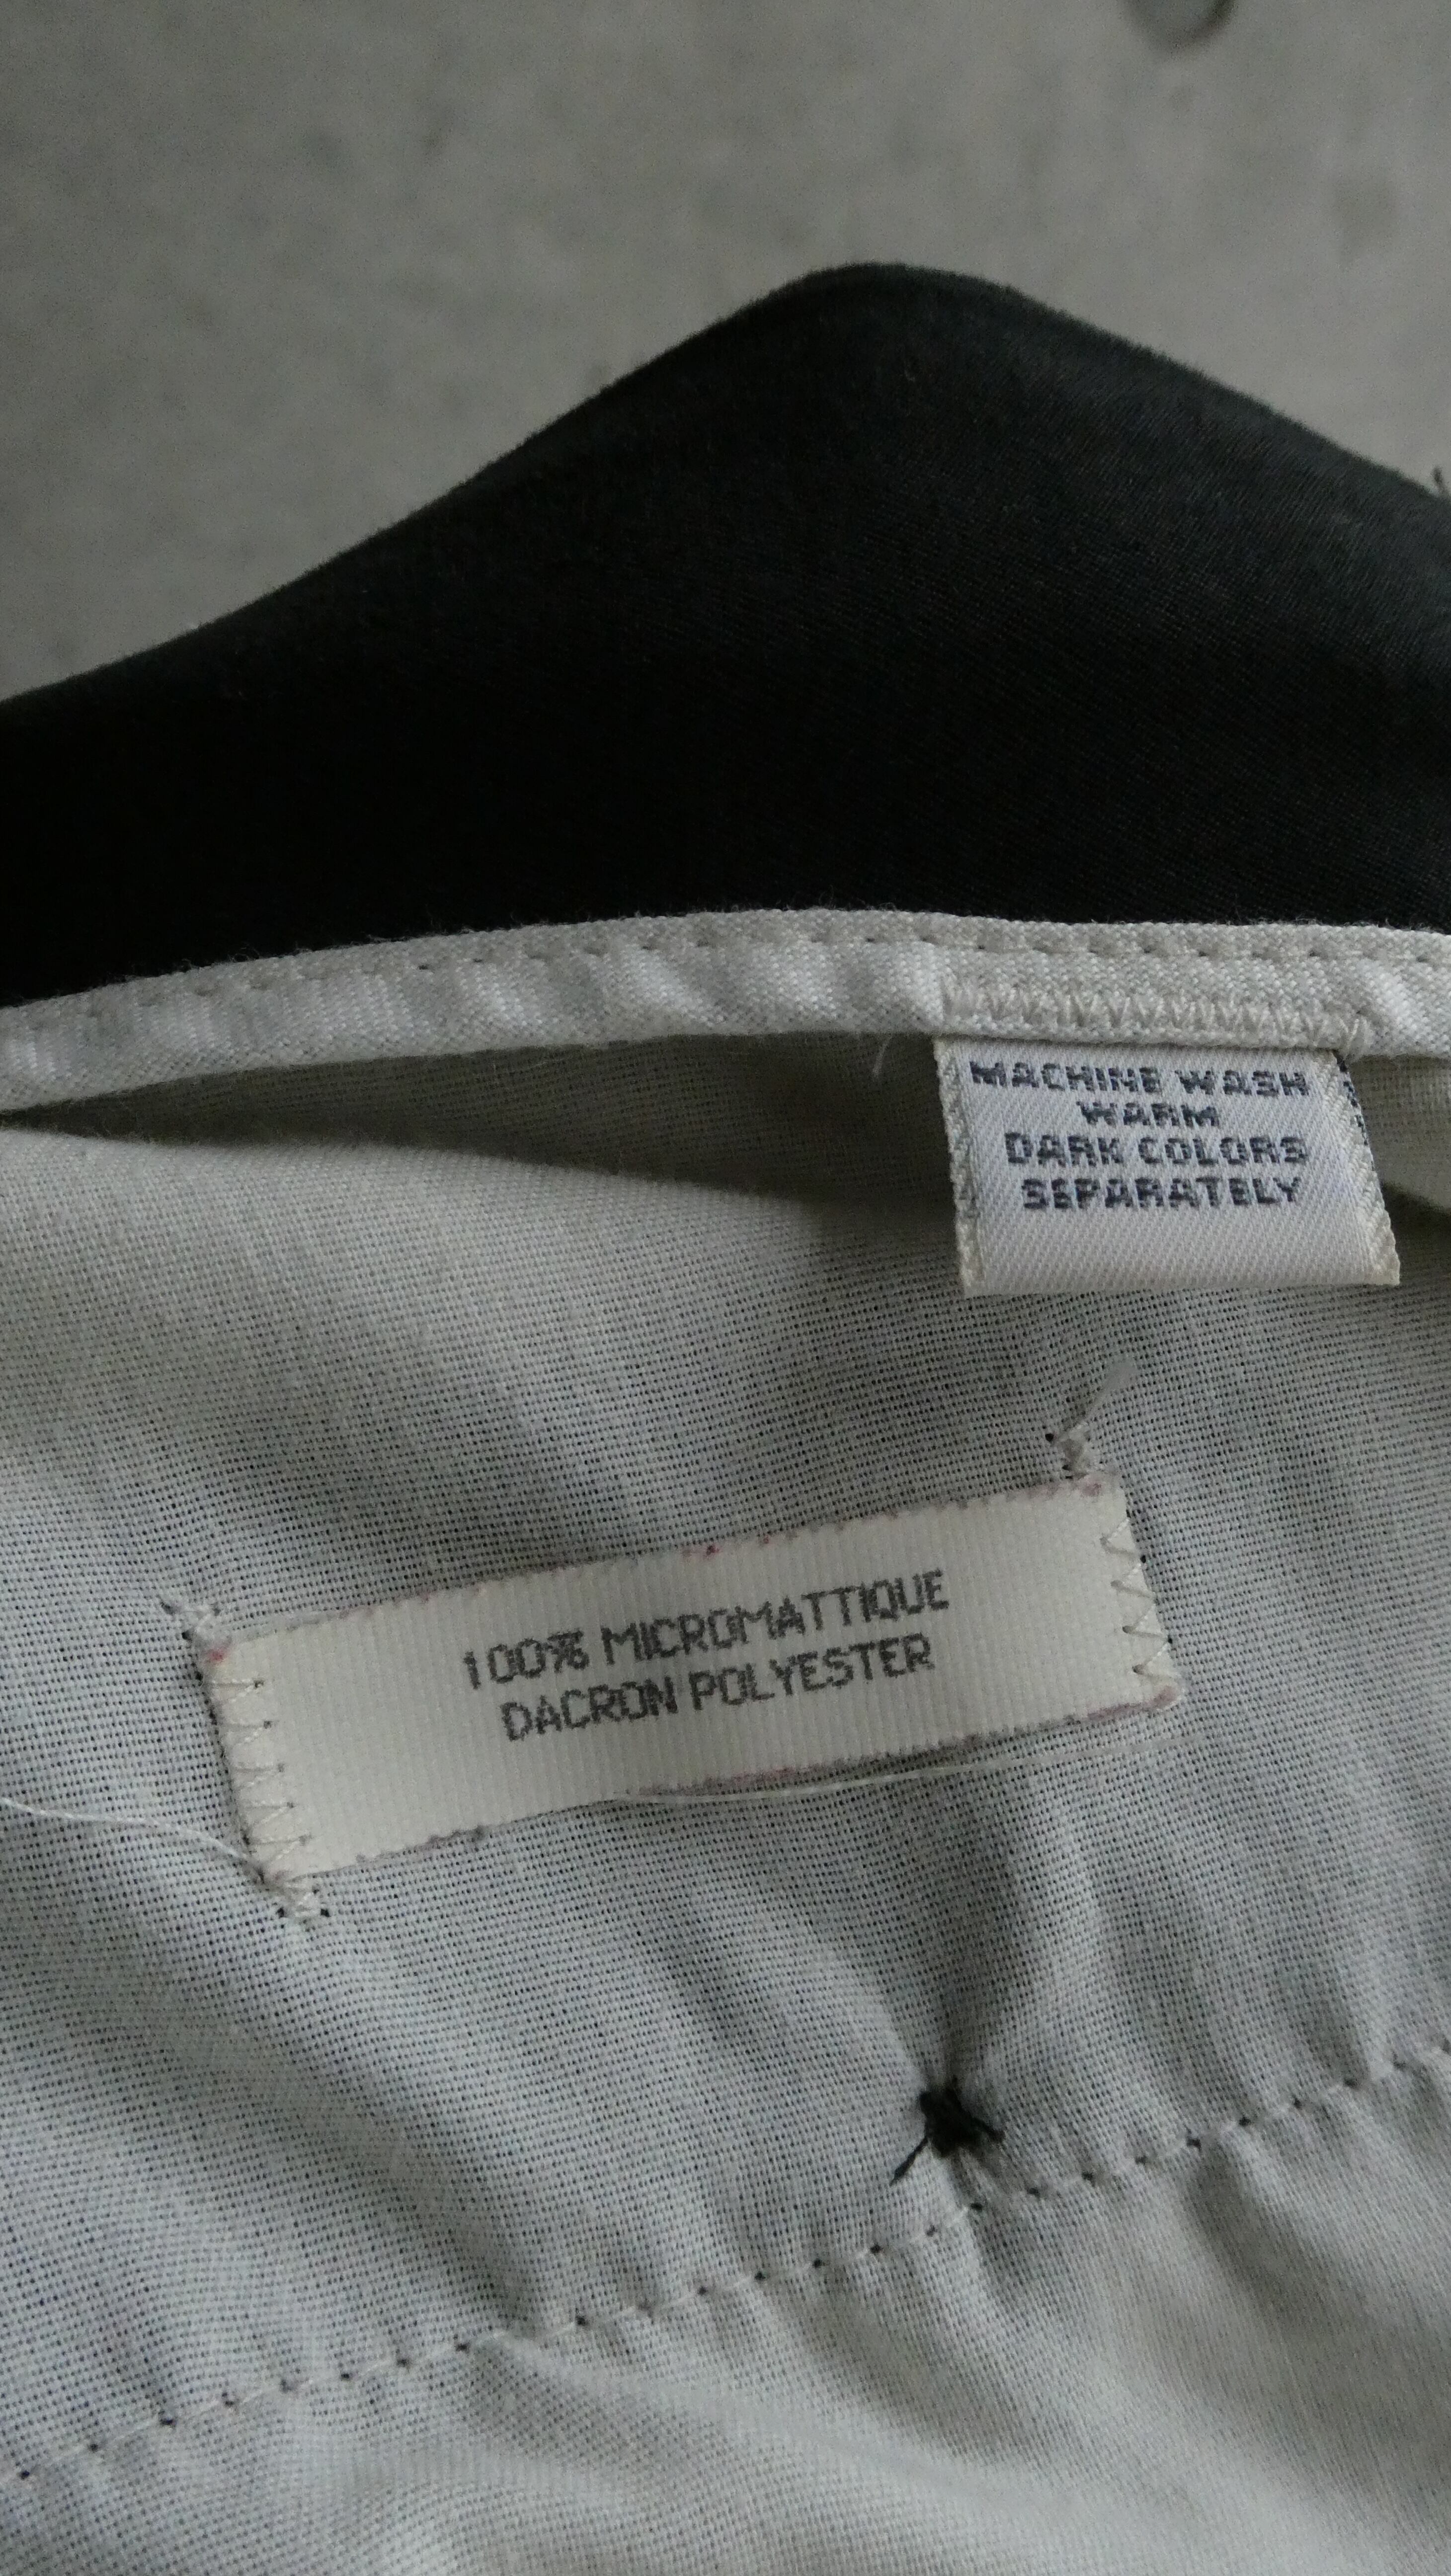 MACHINE WASH
WARM
DARK COLORS
SEPARATELY
100% MICROMATTIQUE
DACRON POLYESTER